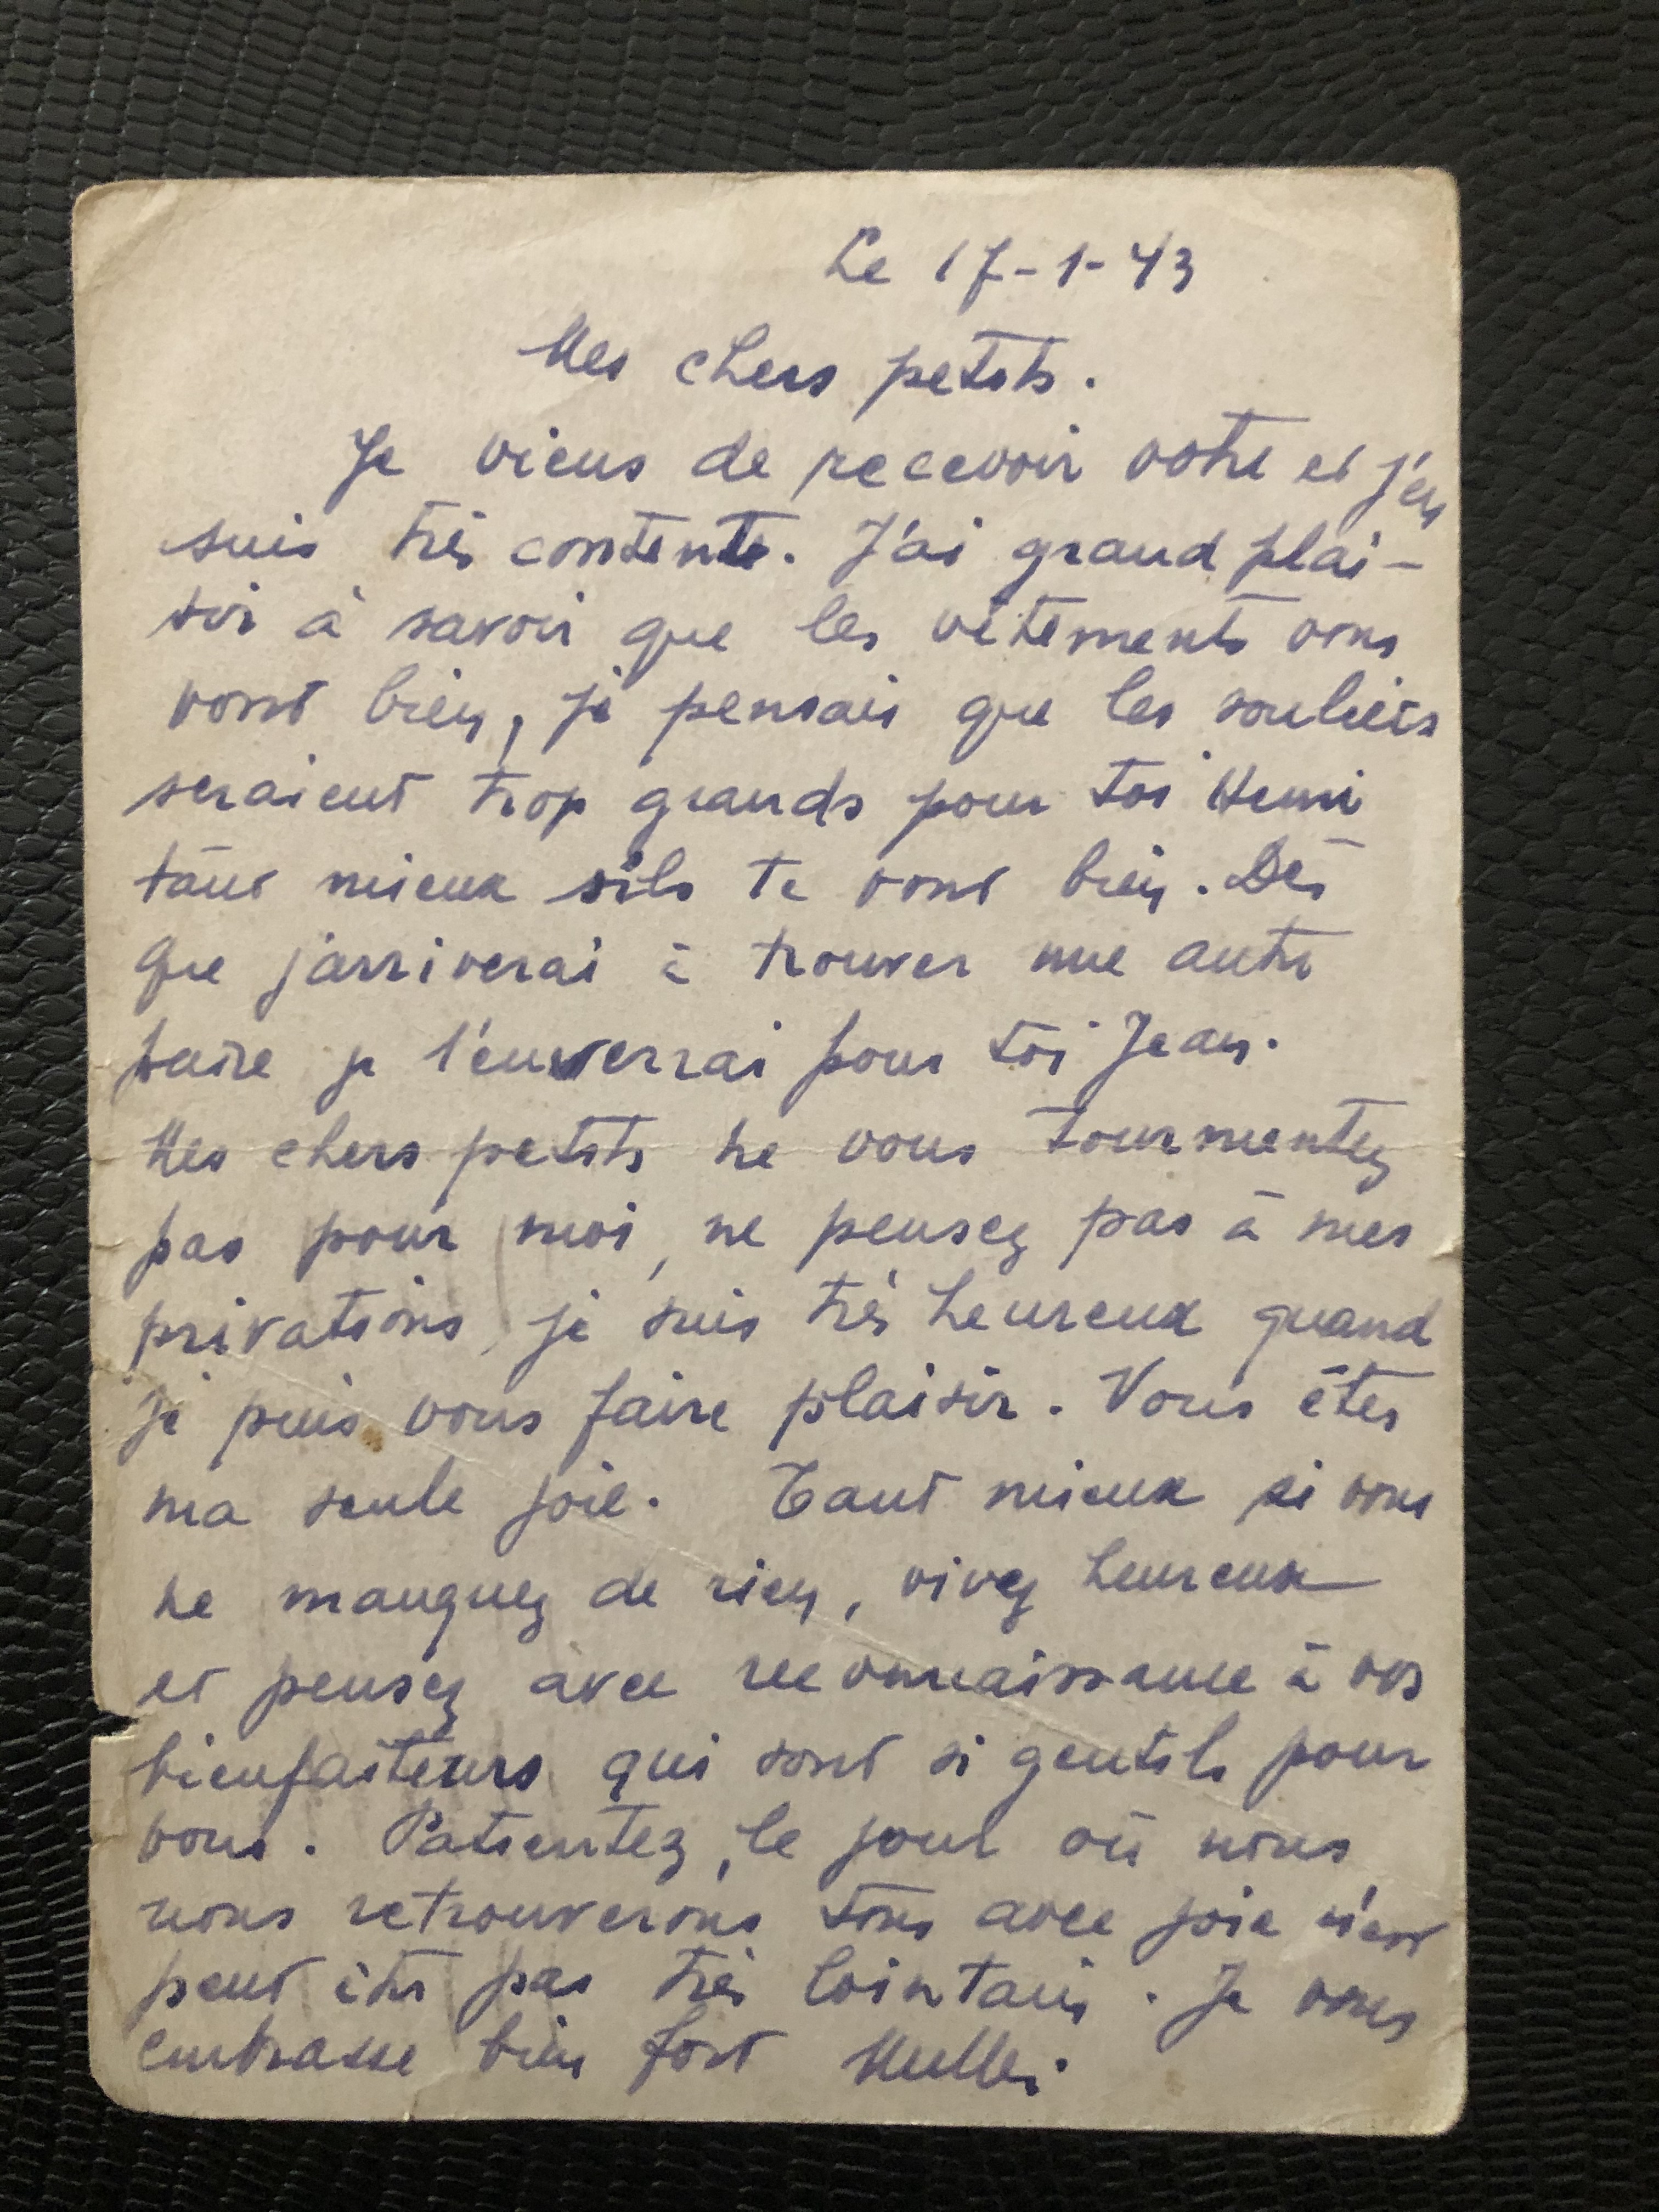 Le 17-1-43
Mes chers petits.
Je viens de recevoir votre et j'en
suis très contente. J'ai grand plai-
sir à savoir que les vêtements vous
vont bien, je pensais que les souliers
seraient trop grands pour toi Henri
tant mieux s'ils te vont bien. Dès
que j'arriverai à trouver une autre
paire je l'enverrai pour toi Jean.
Mes chers petits ne vous tourmentez
pas pour moi, ne pensez pas à mes
privations, je suis très heureux quand
je puis vous faire plaisir. Vous êtes
ma seule joie. Tant mieux si vous
ne manquez de rien, vivez heureux
et pensez avec reconnaissance à vos
bienfaiteurs qui sont si gentils pour
vous. Patientez, le jour où nous
nous retrouverons tous avec joie n'est
peut être pas très lointain. Je vous
embrasse bien fort